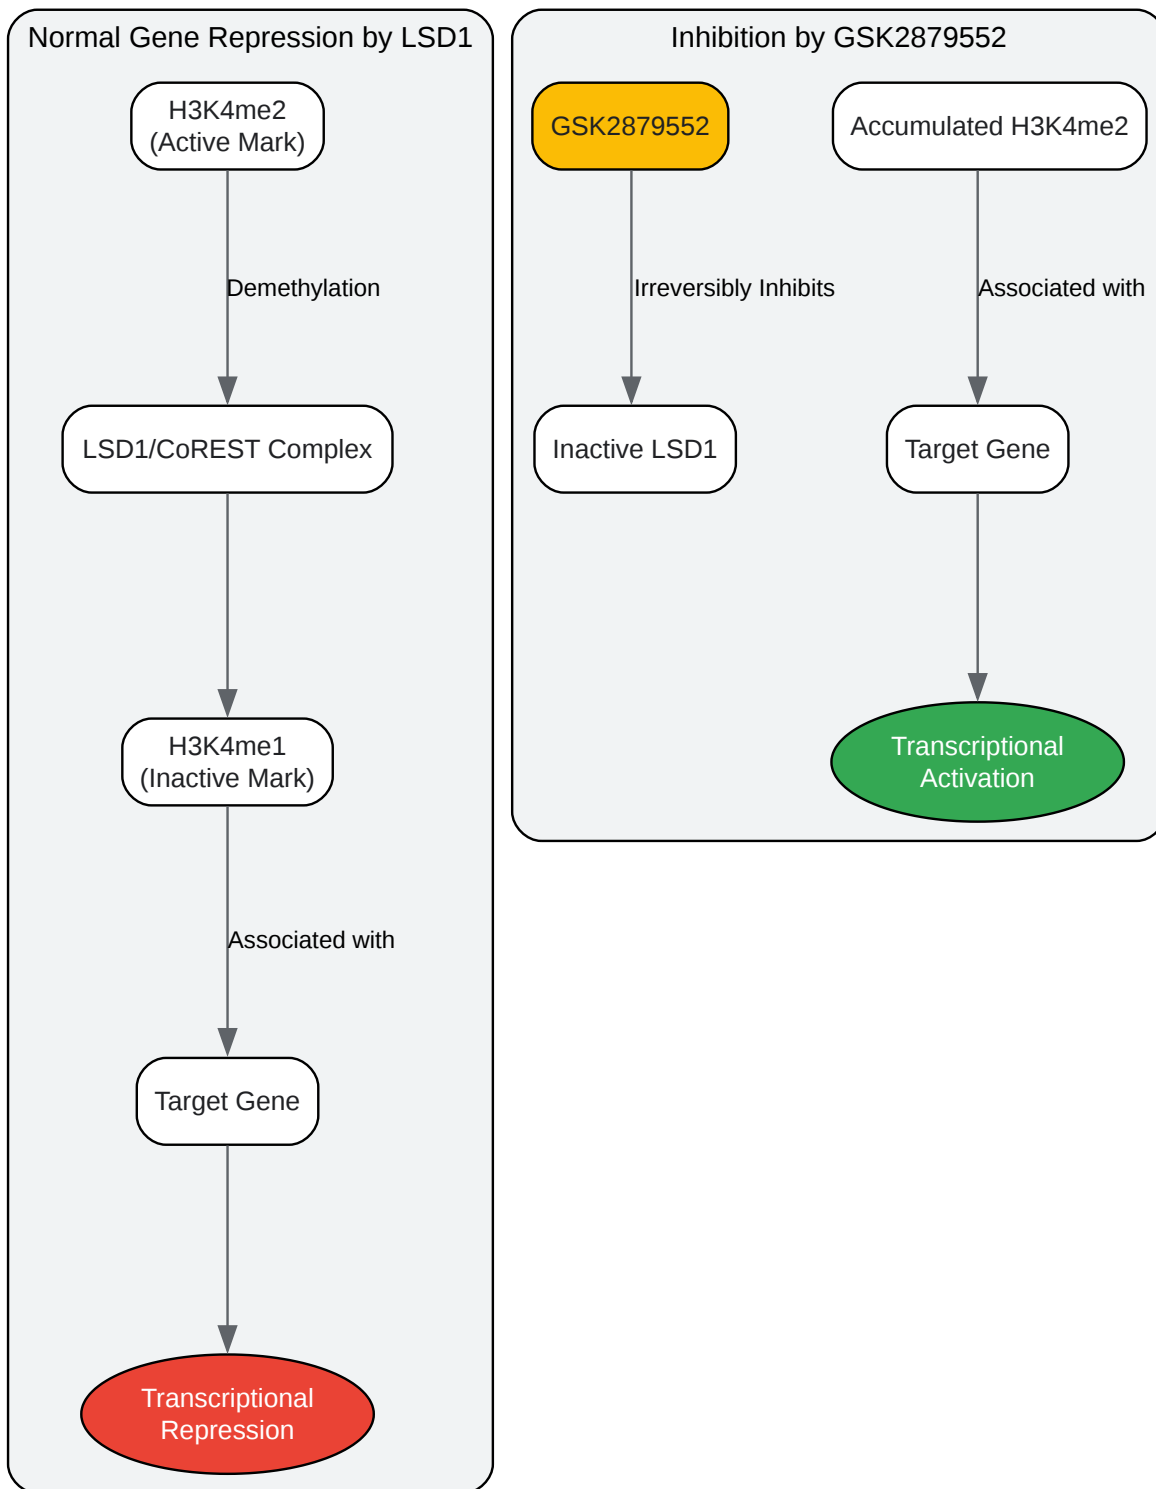 Normal Gene Repression by LSD1
H3K4me2
(Active Mark)
Demethylation
LSD1/CoREST Complex
H3K4me1
(Inactive Mark)
Associated with
Target Gene
Transcriptional
Repression
Inhibition by GSK2879552
GSK2879552
Irreversibly Inhibits
Inactive LSD1
Accumulated H3K4me2
Associated with
Target Gene
Transcriptional
Activation